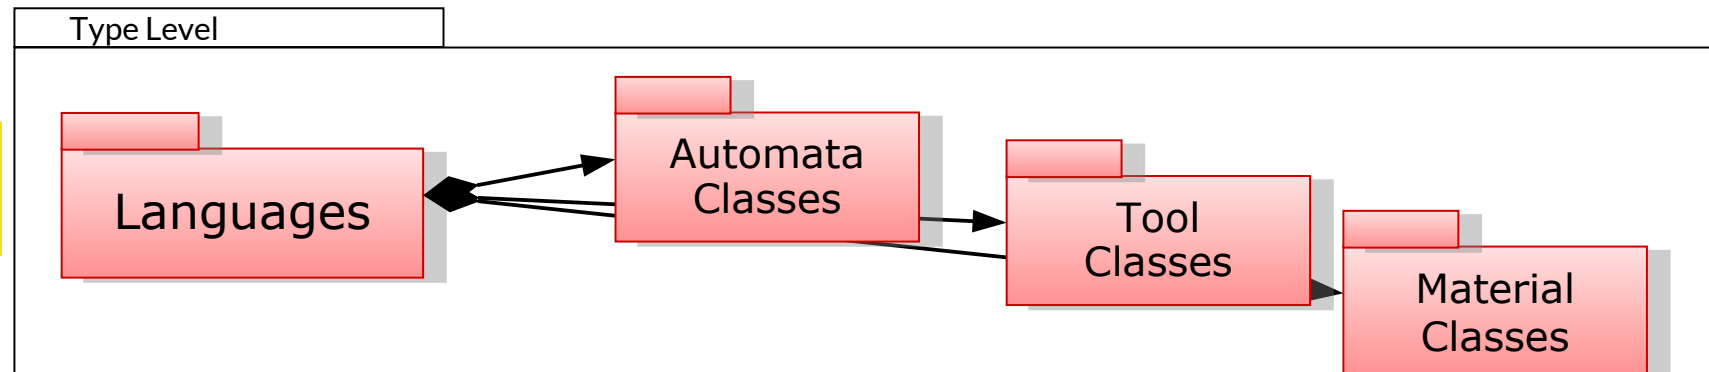 Type Level
Languages
Automata
Classes
Tool
Classes
Material
Classes